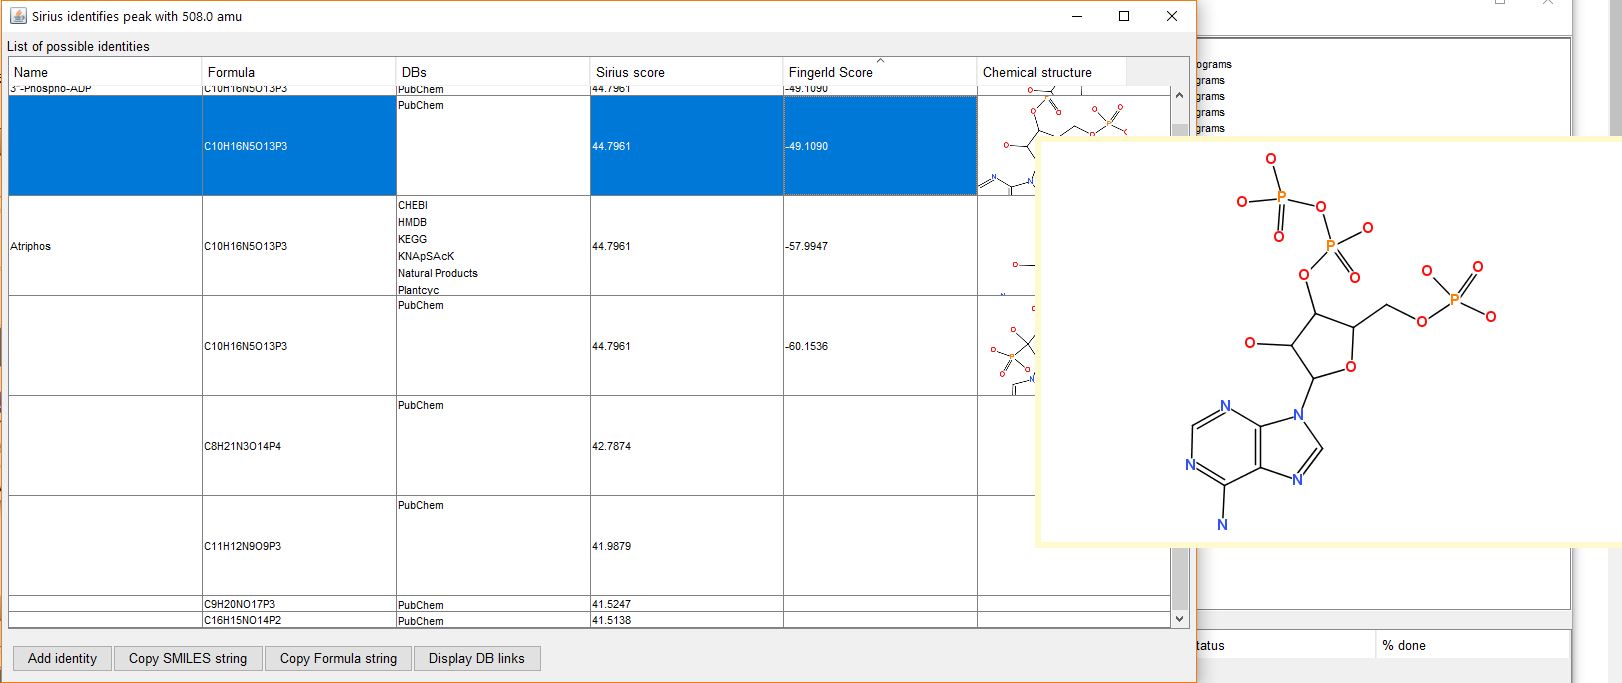 Sirius identifies peak with 508.0 amu
List of possible identities
Name Formula DBs Sirius score FingerId Score Chemical structure
3"-Phospho-ADP C10H16N5O13P3 PubChem 44.7961 -49.1090
PubChem
C10H16N5O13P3 44.7961 -49.1090
CHEBI
HMDB
KEGG
Atriphos C10H16N5O13P3 44.7961 -57.9947
KNApSAcK
Natural Products
Plantcyc
PubChem
C10H16N5O13P3 44.7961 -60.1536
PubChem
C8H21N3O14P4 42.7874
PubChem
C11H12N9O9P3 41.9879
C9H20NO17P3 PubChem 41.5247
C16H15NO14P2 PubChem 41.5138
Add identity Copy SMILES string Copy Formula string Display DB links
ograms
grams
grams
grams
grams
O
O P O
O P O
O O O O
P
O O
O O
N N
N N
N
tatus % done